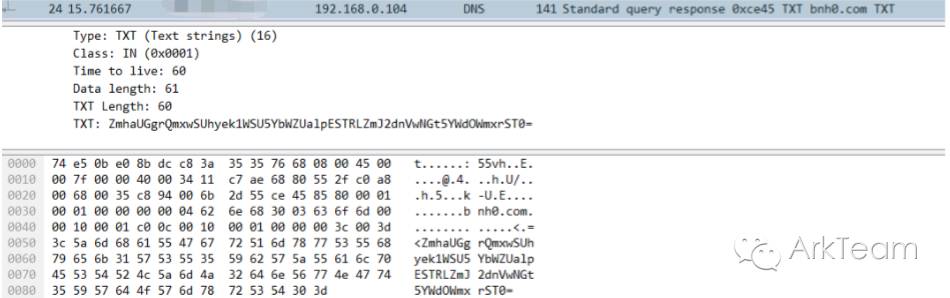 24 15.761667 192.168.0.104 DNS 141 Standard query response 0xce45 TXT bnh0.com TXT
Type: TXT (Text strings) (16)
Class: IN (0x0001)
Time to live: 60
Data length: 61
TXT Length: 60
TXT: ZmhaUGgrQmxwSUhyek1WSU5YbWZUalpESTRLZmJ2dnVwNGt5YWdOWmxrST0=
0000 74 e5 0b e0 8b dc c8 3a 35 35 76 68 08 00 45 00 t......: 55vh..E.
0010 00 7f 00 00 40 00 34 11 c7 ae 68 80 55 2f c0 a8 ....@.4. ..h.U/..
0020 00 68 00 35 c8 94 00 6b 2d 55 ce 45 85 80 00 01 .h.5...k -U.E....
0030 00 01 00 00 00 00 04 62 6e 68 30 03 63 6f 6d 00 .......b nh0.com.
0040 00 10 00 01 c0 0c 00 10 00 01 00 00 00 3c 00 3d ........ .....<.=
0050 3c 5a 6d 68 61 55 47 67 72 51 6d 78 77 53 55 68 <ZmhaUGg rQmxwSUh
0060 79 65 6b 31 57 53 55 35 59 62 57 5a 55 61 6c 70 yek1WSU5 YbWZUalp
0070 45 53 54 52 4c 5a 6d 4a 32 64 6e 56 77 4e 47 74 ESTRLZmJ 2dnVwNGt
0080 35 59 57 64 4f 57 6d 78 72 53 54 30 3d 5YWdOWmx rST0=
ArkTeam